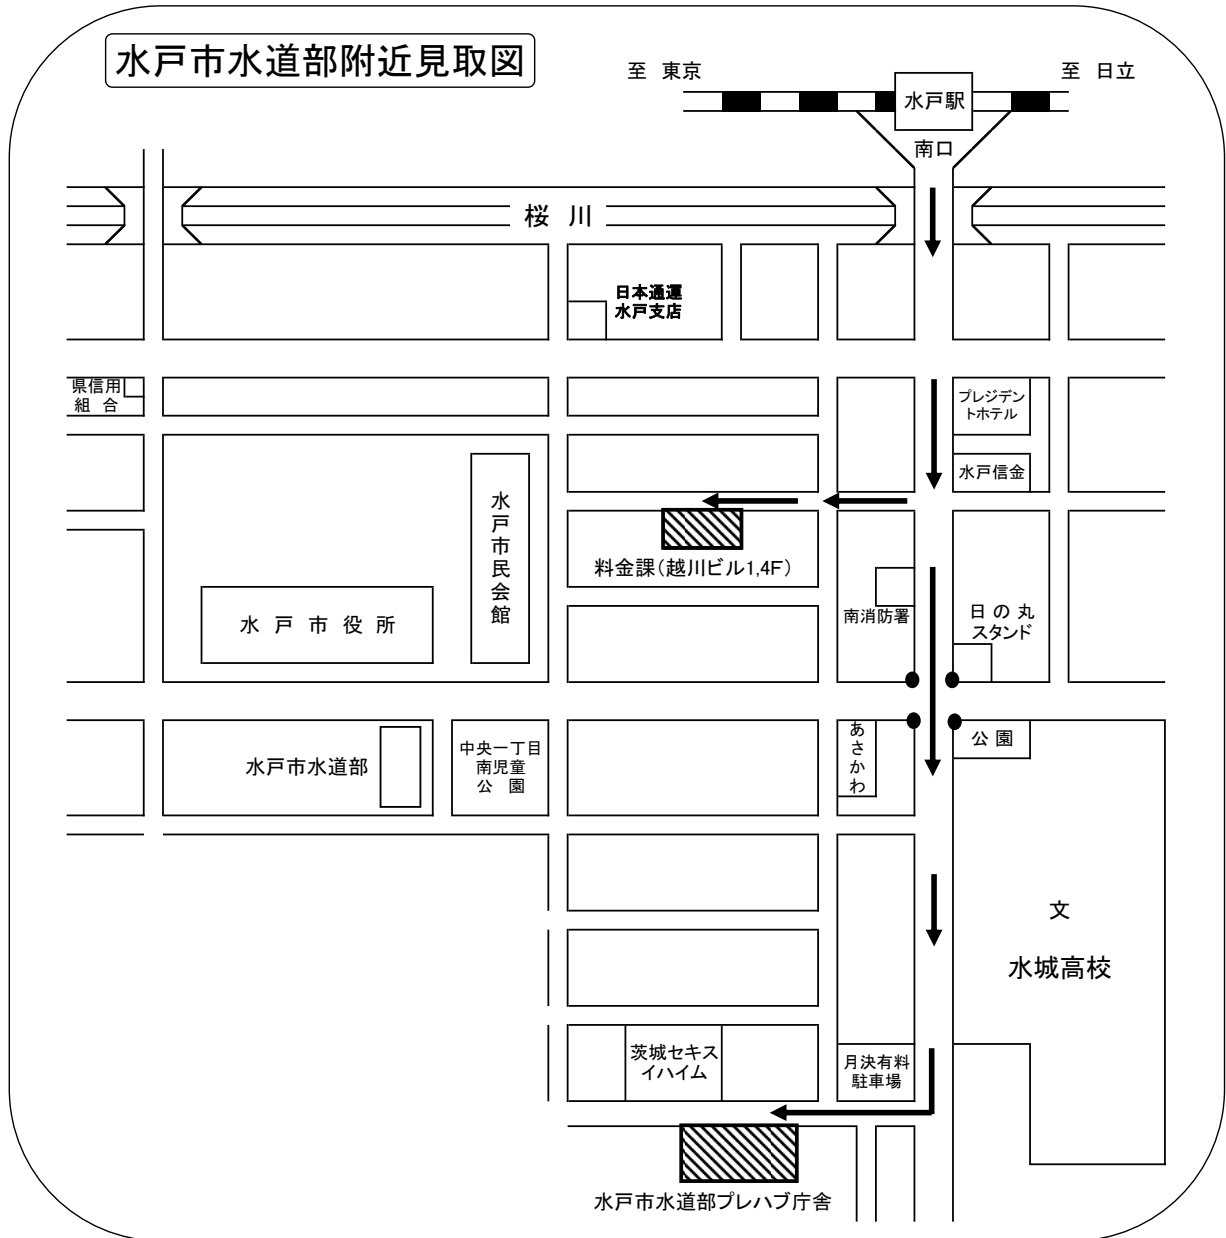 水戸市水道部附近見取図
至 東京
至 日立
水戸駅
南口
桜 川
日本通運
水戸支店
県信用
組 合
プレジデン
トホテル
水戸信金
水戸市民会館
料金課(越川ビル1,4F)
水 戸 市 役 所
南消防署
日 の 丸
スタンド
あさかわ
公 園
水戸市水道部
中央一丁目
南児童
公 園
文
水城高校
茨城セキス
イハイム
月決有料
駐車場
水戸市水道部プレハブ庁舎